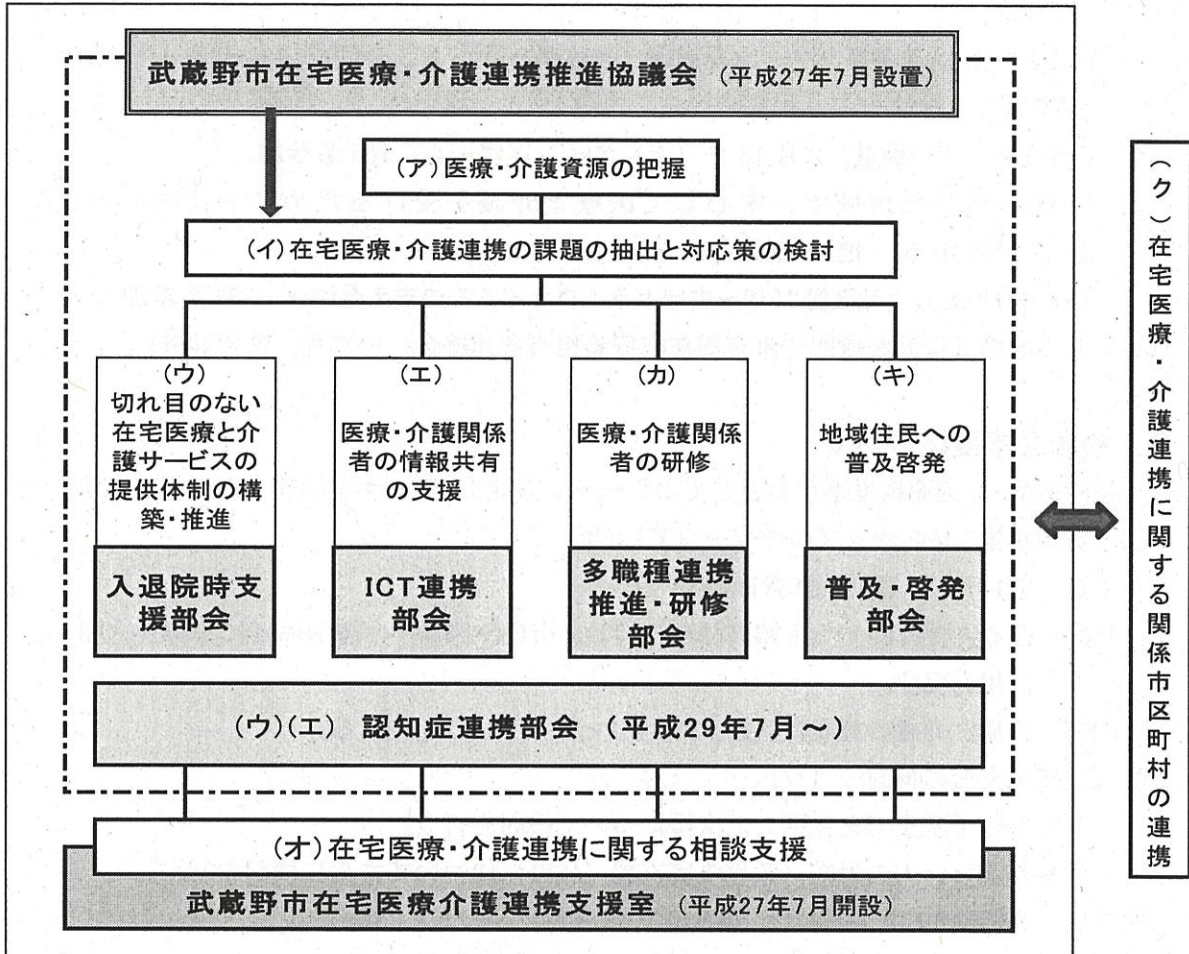 武蔵野市在宅医療・介護連携推進協議会（平成27年7月設置）
（ア）医療・介護資源の把握
（イ）在宅医療・介護連携の課題の抽出と対応策の検討
（ウ）
切れ目のない
在宅医療と介
護サービスの
提供体制の構
築・推進
入退院時支
援部会
（エ）
医療・介護関係
者の情報共有
の支援
ICT連携
部会
（カ）
医療・介護関係
者の研修
多職種連携
推進・研修
部会
（キ）
地域住民への
普及啓発
普及・啓発
部会
（ウ）（エ） 認知症連携部会 （平成29年7月～）
（オ）在宅医療・介護連携に関する相談支援
武蔵野市在宅医療介護連携支援室（平成27年7月開設）
（ク）在宅医療・介護連携に関する関係市区町村の連携